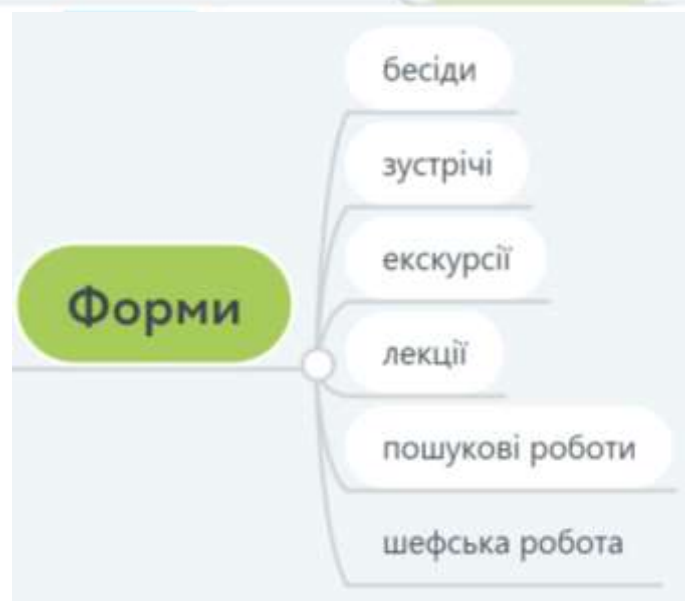 Форми
бесіди
зустрічі
екскурсії
лекції
пошукові роботи
шефська робота